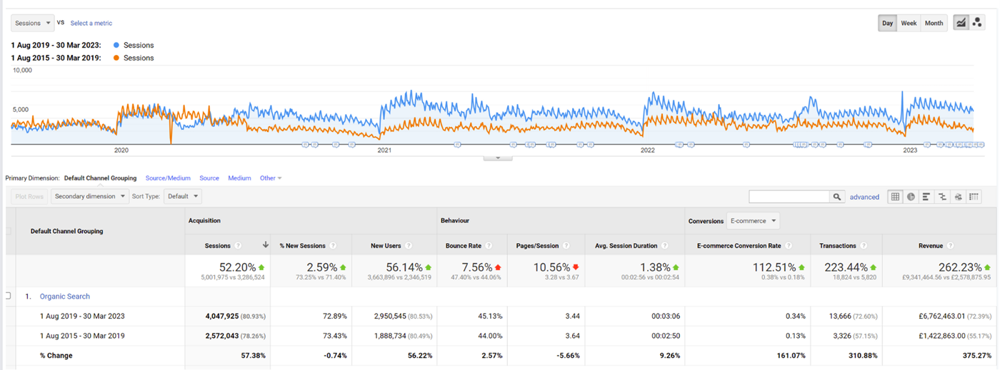 Sessions VS Select a metric Day Week Month
1 Aug 2019 - 30 Mar 2023: Sessions
1 Aug 2015 - 30 Mar 2019: Sessions
10,000
5,000
2020 2021 2022 2023
Primary Dimension: Default Channel Grouping Source/Medium Source Medium Other
Plot Rows Secondary dimension Sort Type: Default advanced
Default Channel Grouping Acquisition Behaviour Conversions E-commerce
Sessions ? % New Sessions ? New Users ? Bounce Rate ? Pages/Session ? Avg. Session Duration ? E-commerce Conversion Rate ? Transactions ? Revenue ?
52.20% 2.59% 56.14% 7.56% 10.56% 1.38% 112.51% 223.44% 262.23%
5,001,975 vs 3,286,524 73.25% vs 71.40% 3,663,896 vs 2,346,519 47.40% vs 44.06% 3.28 vs 3.67 00:02:56 vs 00:02:54 0.38% vs 0.18% 18,824 vs 5,820 £9,341,464.56 vs £2,578,875.95
1. Organic Search
1 Aug 2019 - 30 Mar 2023 4,047,925 (80.93%) 72.89% 2,950,545 (80.53%) 45.13% 3.44 00:03:06 0.34% 13,666 (72.60%) £6,762,463.01 (72.39%)
1 Aug 2015 - 30 Mar 2019 2,572,043 (78.26%) 73.43% 1,888,734 (80.49%) 44.00% 3.64 00:02:50 0.13% 3,326 (57.15%) £1,422,863.00 (55.17%)
% Change 57.38% -0.74% 56.22% 2.57% -5.66% 9.26% 161.07% 310.88% 375.27%